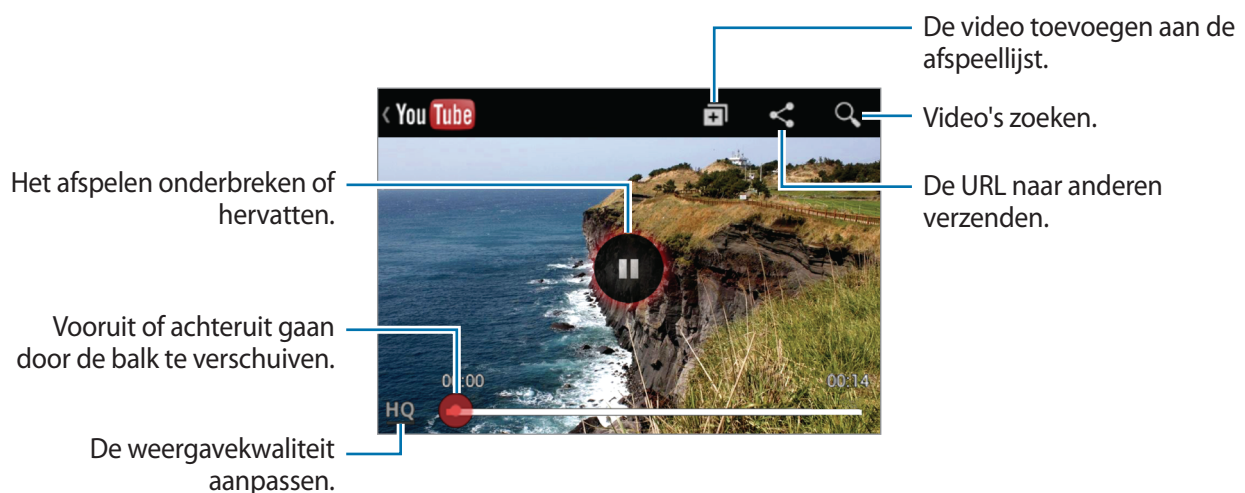 De video toevoegen aan de
afspeellijst.
You Tube
Video's zoeken.
De URL naar anderen
verzenden.
Het afspelen onderbreken of
hervatten.
Vooruit of achteruit gaan
door de balk te verschuiven.
00:00
00:14
HQ
De weergavekwaliteit
aanpassen.